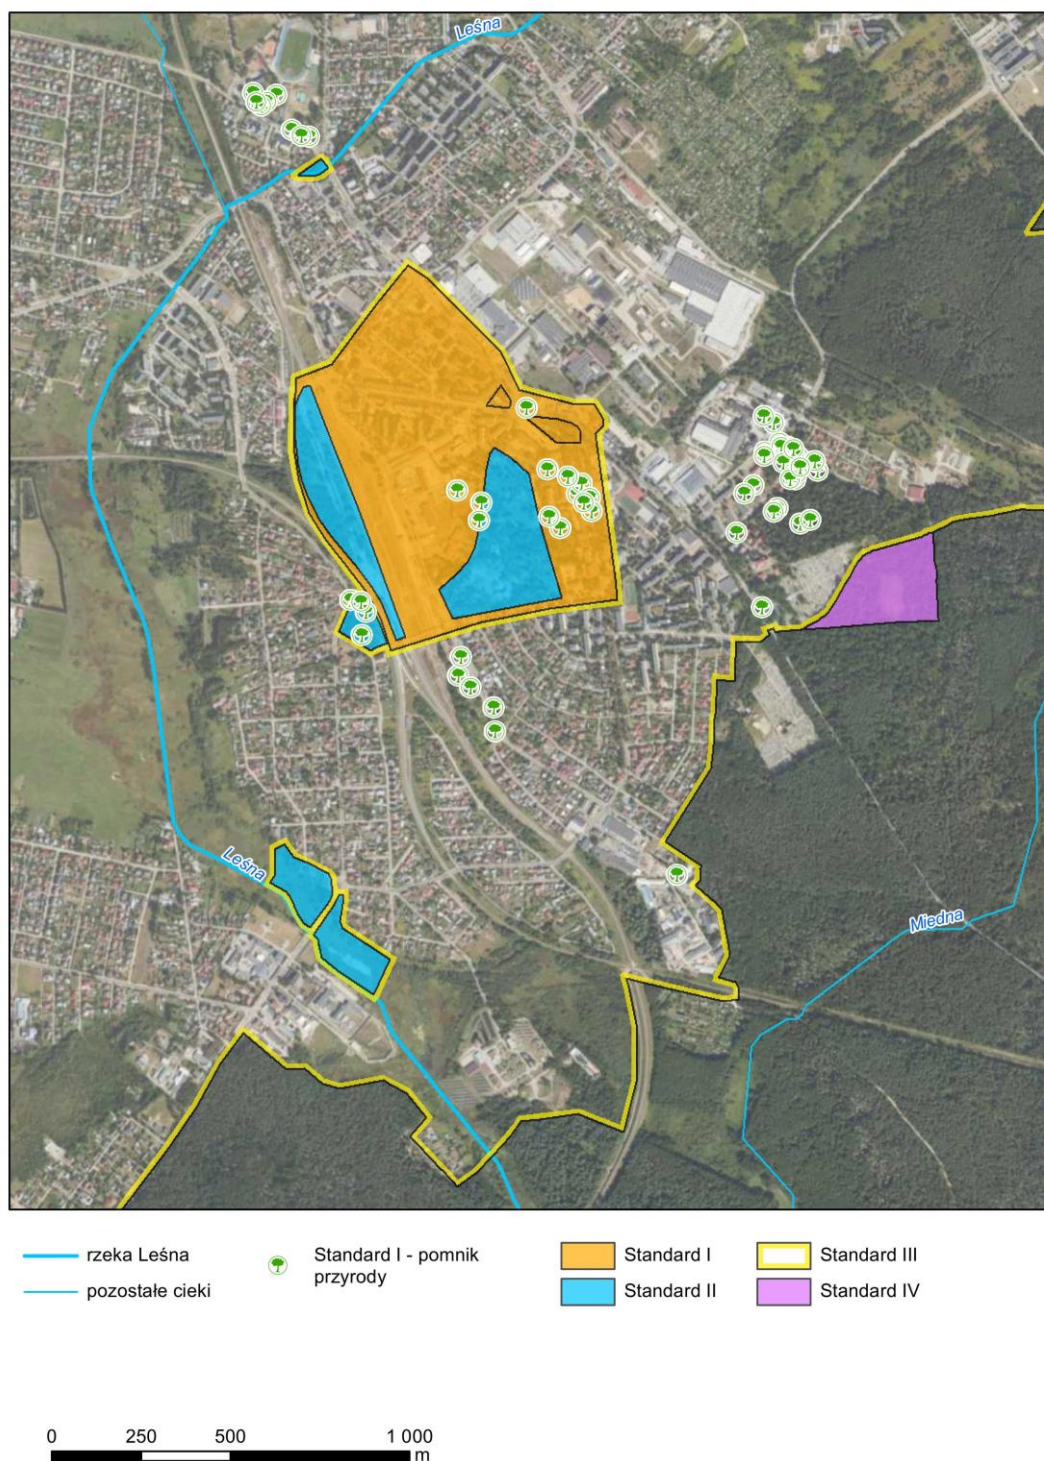 Leśna
Leśna
Miedna
rzeka Leśna
pozostałe cieki
Standard I - pomnik
przyrody
Standard I
Standard II
Standard III
Standard IV
0 250 500 1 000
m